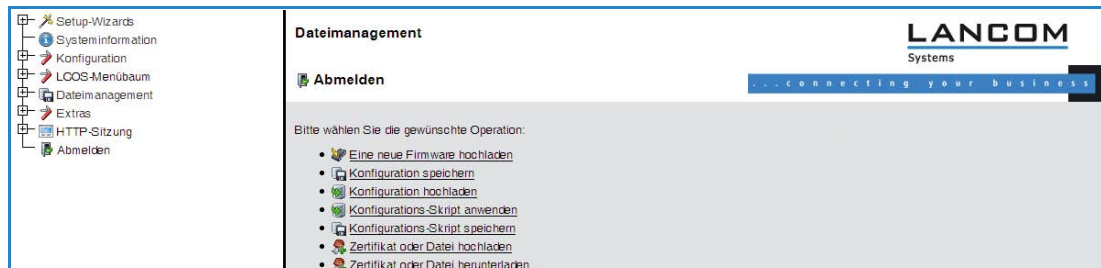 Setup-Wizards
Systeminformation
Konfiguration
LCOS-Menübaum
Dateimanagement
Extras
HTTP-Sitzung
Abmelden
Dateimanagement
LANCOM
Systems
Abmelden
...connecting your business
Bitte wählen Sie die gewünschte Operation:
Eine neue Firmware hochladen
Konfiguration speichern
Konfiguration hochladen
Konfigurations-Skript anwenden
Konfigurations-Skript speichern
Zertifikat oder Datei hochladen
Zertifikat oder Datei herunterladen